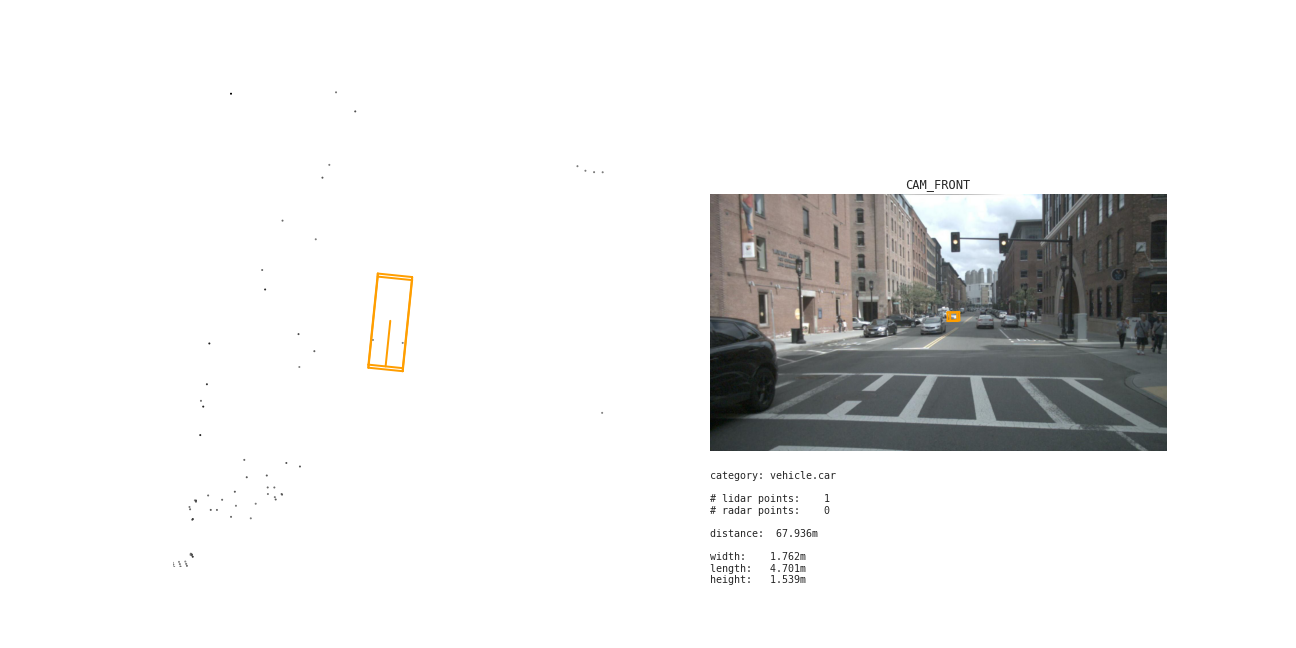 CAM_FRONT
category: vehicle.car
# lidar points:    1
# radar points:    0
distance:  67.936m
width:    1.762m
length:   4.701m
height:   1.539m